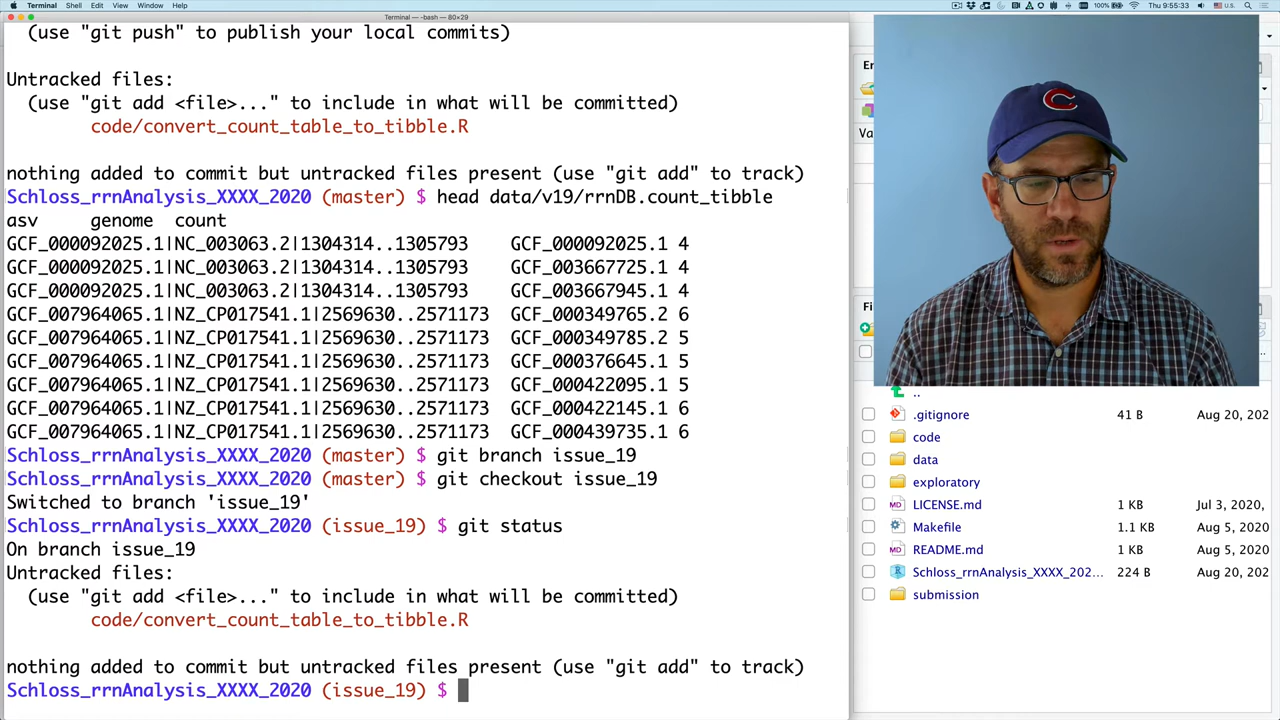 Terminal Shell Edit View Window Help
100% Thu 9:55:33 U.S.
Terminal — -bash — 80×29
(use "git push" to publish your local commits)
Untracked files:
(use "git add <file>..." to include in what will be committed)
code/convert_count_table_to_tibble.R
nothing added to commit but untracked files present (use "git add" to track)
Schloss_rrnAnalysis_XXXX_2020 (master) $ head data/v19/rrnDB.count_tibble
asv genome count
GCF_000092025.1|NC_003063.2|1304314..1305793 GCF_000092025.1 4
GCF_000092025.1|NC_003063.2|1304314..1305793 GCF_003667725.1 4
GCF_000092025.1|NC_003063.2|1304314..1305793 GCF_003667945.1 4
GCF_007964065.1|NZ_CP017541.1|2569630..2571173 GCF_000349765.2 6
GCF_007964065.1|NZ_CP017541.1|2569630..2571173 GCF_000349785.2 5
GCF_007964065.1|NZ_CP017541.1|2569630..2571173 GCF_000376645.1 5
GCF_007964065.1|NZ_CP017541.1|2569630..2571173 GCF_000422095.1 5
GCF_007964065.1|NZ_CP017541.1|2569630..2571173 GCF_000422145.1 6
GCF_007964065.1|NZ_CP017541.1|2569630..2571173 GCF_000439735.1 6
Schloss_rrnAnalysis_XXXX_2020 (master) $ git branch issue_19
Schloss_rrnAnalysis_XXXX_2020 (master) $ git checkout issue_19
Switched to branch 'issue_19'
Schloss_rrnAnalysis_XXXX_2020 (issue_19) $ git status
On branch issue_19
Untracked files:
(use "git add <file>..." to include in what will be committed)
code/convert_count_table_to_tibble.R
nothing added to commit but untracked files present (use "git add" to track)
Schloss_rrnAnalysis_XXXX_2020 (issue_19) $
En
Va
Fi
...
..
.gitignore 41 B Aug 20, 202
code
data
exploratory
LICENSE.md 1 KB Jul 3, 2020,
Makefile 1.1 KB Aug 5, 2020
README.md 1 KB Aug 5, 2020
Schloss_rrnAnalysis_XXXX_202... 224 B Aug 20, 202
submission
C